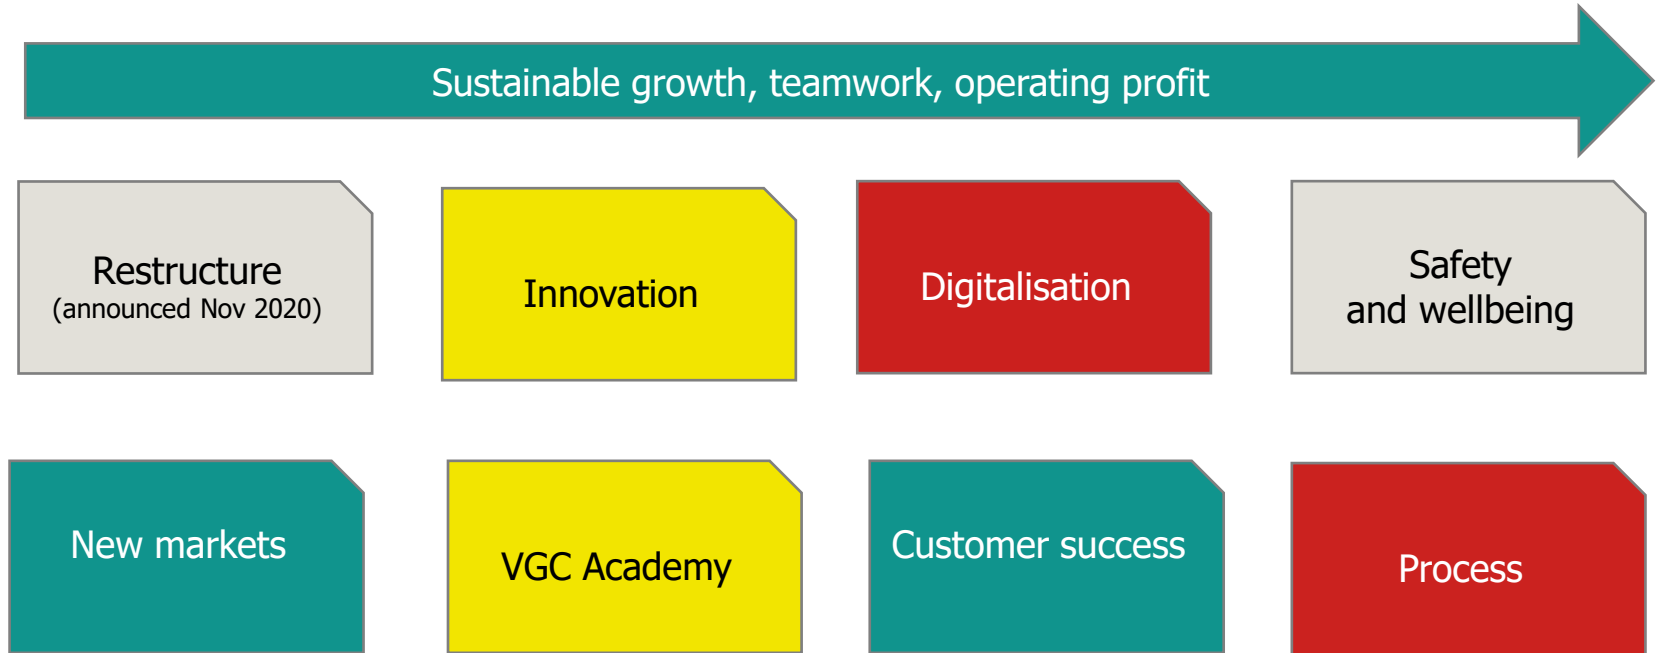 Sustainable growth, teamwork, operating profit
Restructure
(announced Nov 2020)
Innovation
Digitalisation
Safety
and wellbeing
New markets
VGC Academy
Customer success
Process